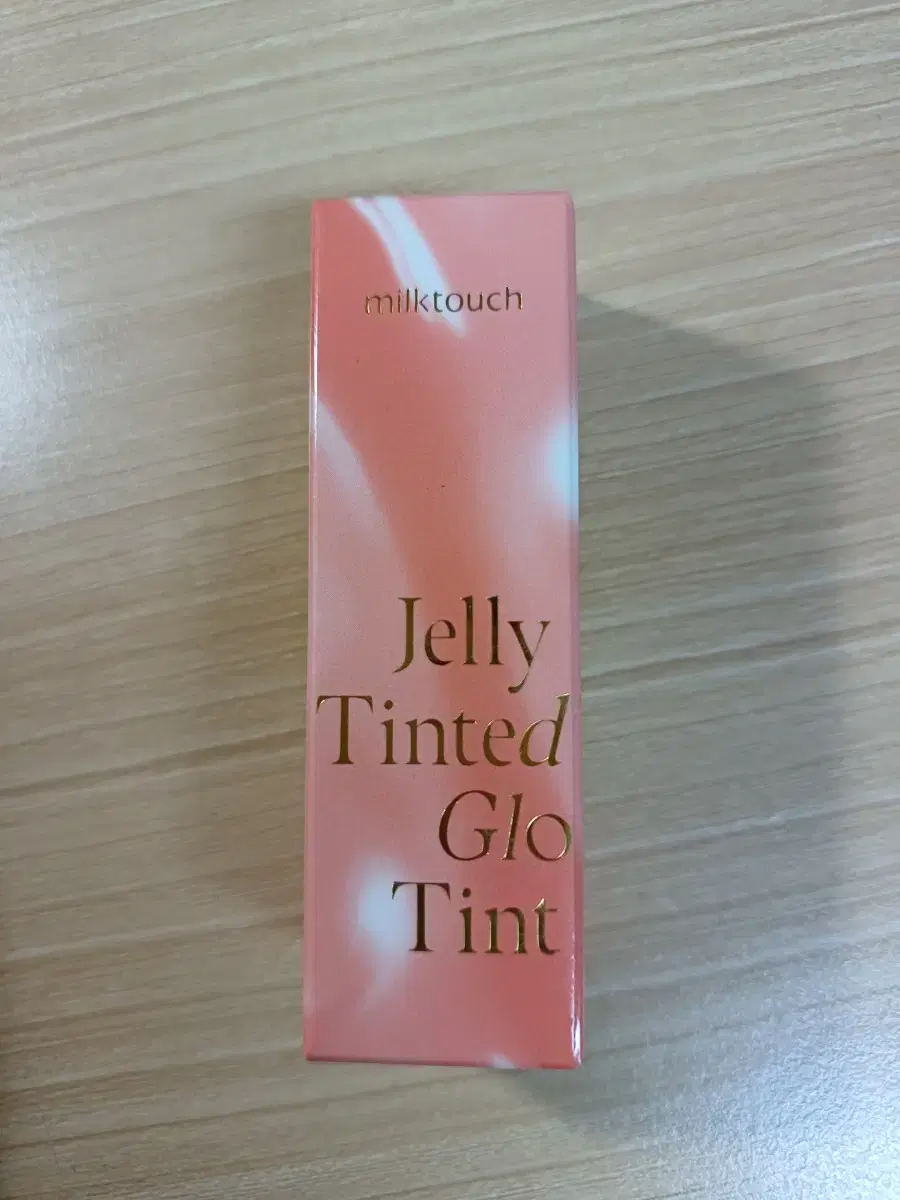 milktouch
Jelly
Tinted
Glo
Tint